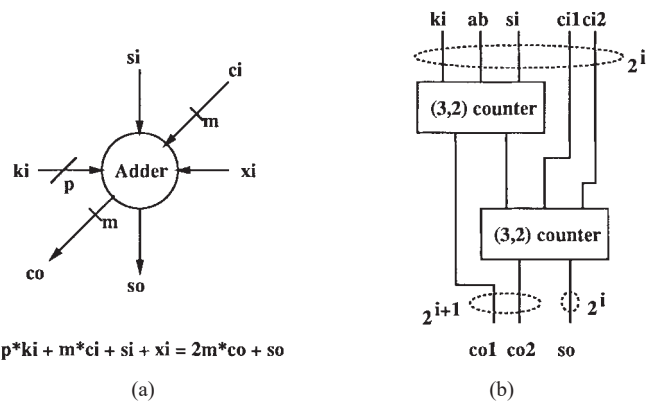 si
ci
m
ki
p
Adder
xi
m
co
so
p*ki + m*ci + si + xi = 2m*co + so
(a)
ki ab si ci1 ci2
2^i
(3,2) counter
(3,2) counter
2^i+1
2^i
co1 co2 so
(b)